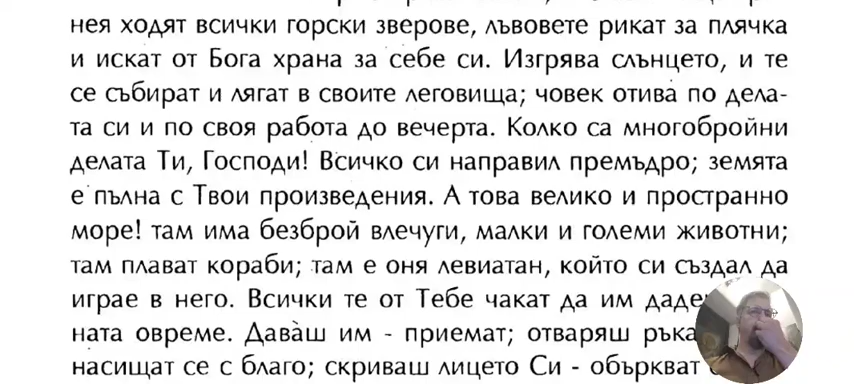 нея ходят всички горски зверове, лъвовете рикат за плячка
и искат от Бога храна за себе си. Изгрява слънцето, и те
се събират и лягат в своите леговища; човек отива по дела-
та си и по своя работа до вечерта. Колко са многобройни
делата Ти, Господи! Всичко си направил премъдро; земята
е пълна с Твои произведения. А това велико и пространно
море! там има безброй влечуги, малки и големи животни;
там плават кораби; там е оня левиатан, който си създал да
играе в него. Всички те от Тебе чакат да им даде
ната овреме. Даваш им - приемат; отваряш ръка
насищат се с благо; скриваш лицето Си - объркват